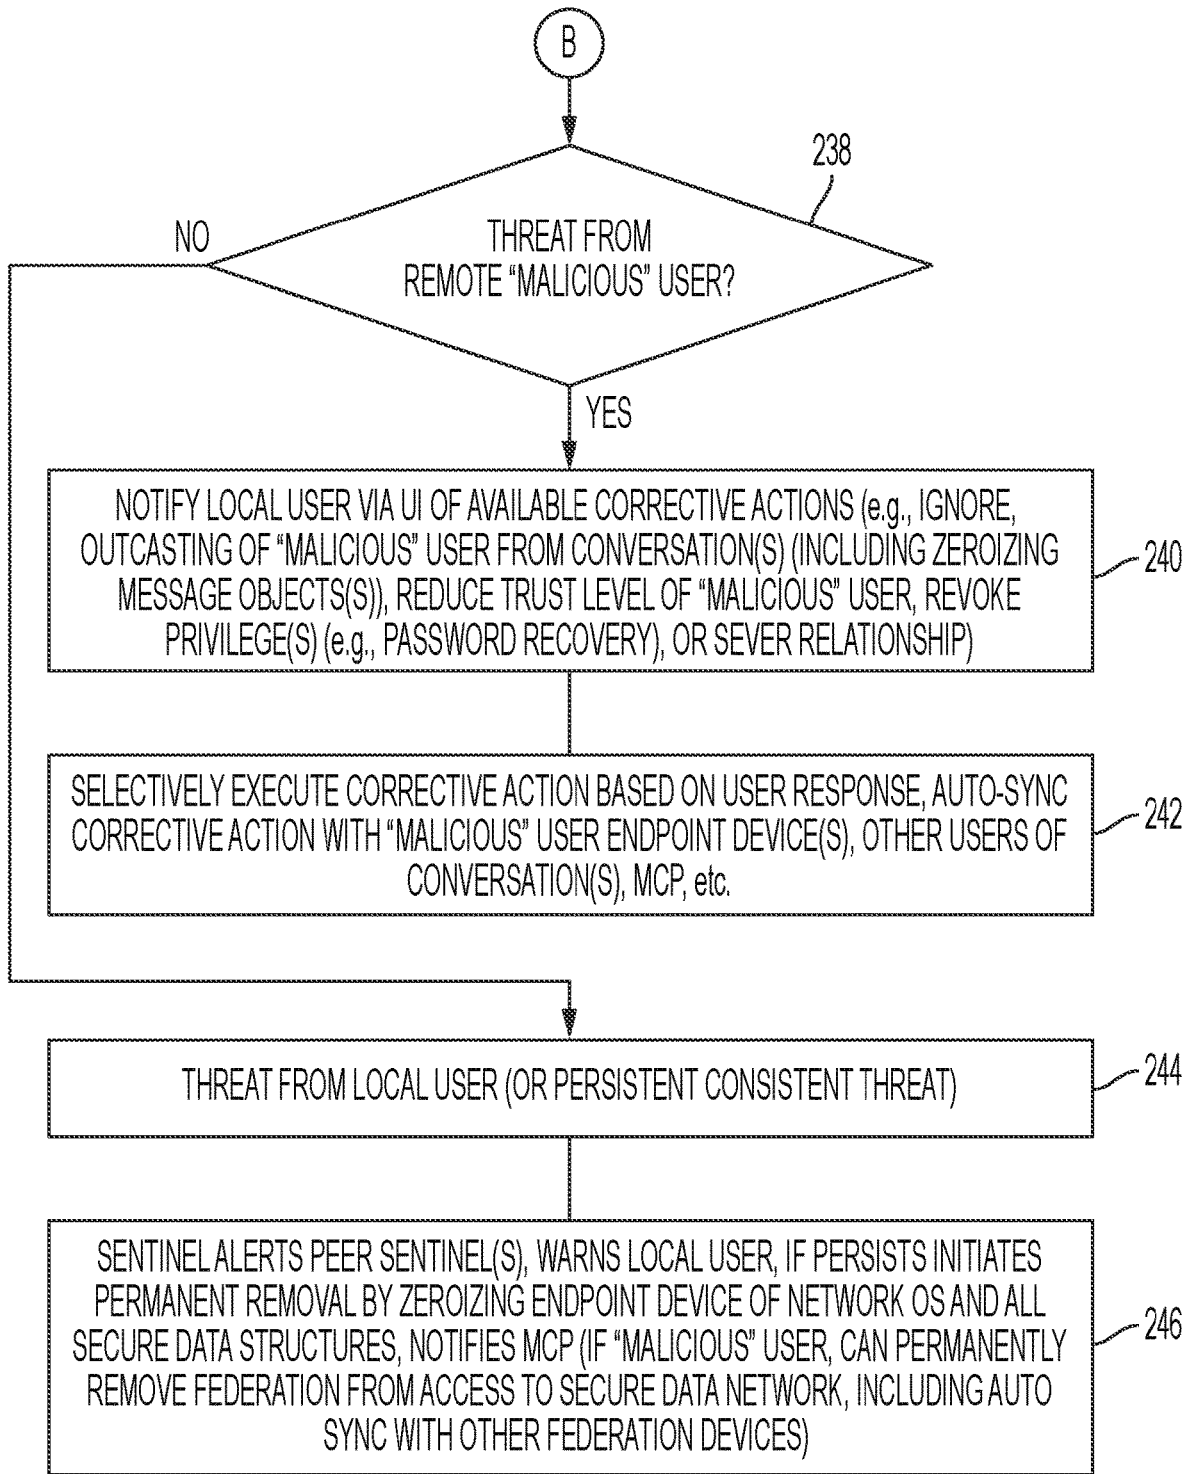 B
238
NO
THREAT FROM
REMOTE “MALICIOUS” USER?
YES
NOTIFY LOCAL USER VIA UI OF AVAILABLE CORRECTIVE ACTIONS (e.g., IGNORE,
OUTCASTING OF “MALICIOUS” USER FROM CONVERSATION(S) (INCLUDING ZEROIZING
MESSAGE OBJECTS(S)), REDUCE TRUST LEVEL OF “MALICIOUS” USER, REVOKE
PRIVILEGE(S) (e.g., PASSWORD RECOVERY), OR SEVER RELATIONSHIP)
240
SELECTIVELY EXECUTE CORRECTIVE ACTION BASED ON USER RESPONSE, AUTO-SYNC
CORRECTIVE ACTION WITH “MALICIOUS” USER ENDPOINT DEVICE(S), OTHER USERS OF
CONVERSATION(S), MCP, etc.
242
THREAT FROM LOCAL USER (OR PERSISTENT CONSISTENT THREAT)
244
SENTINEL ALERTS PEER SENTINEL(S), WARNS LOCAL USER, IF PERSISTS INITIATES
PERMANENT REMOVAL BY ZEROIZING ENDPOINT DEVICE OF NETWORK OS AND ALL
SECURE DATA STRUCTURES, NOTIFIES MCP (IF “MALICIOUS” USER, CAN PERMANENTLY
REMOVE FEDERATION FROM ACCESS TO SECURE DATA NETWORK, INCLUDING AUTO
SYNC WITH OTHER FEDERATION DEVICES)
246